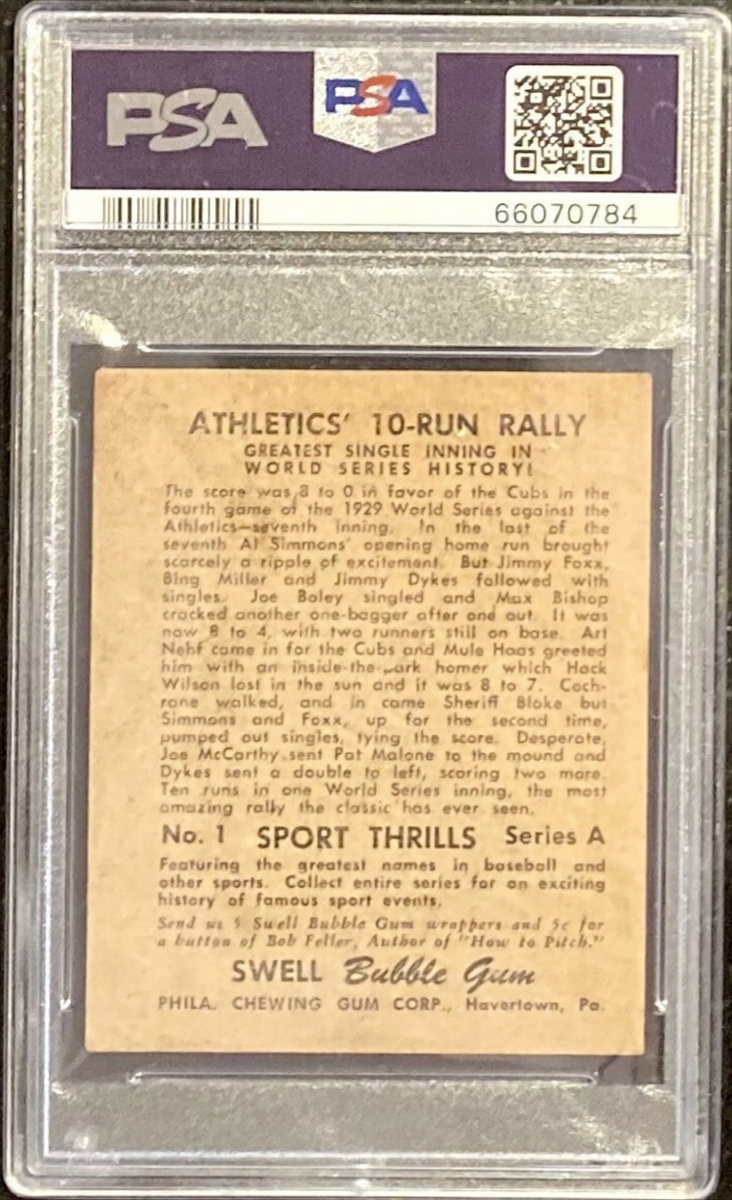 PSA PSA
66070784
ATHLETICS' 10-RUN RALLY
GREATEST SINGLE INNING IN
WORLD SERIES HISTORY!
The score was 8 to 0 in favor of the Cubs in the
fourth game of the 1929 World Series against the
Athletics—seventh inning. In the last of the
seventh Al Simmons' opening home run brought
scarcely a ripple of excitement. But Jimmy Foxx,
Bing Miller and Jimmy Dykes followed with
singles. Joe Boley singled and Max Bishop
cracked another one-bagger after one out. It was
now 8 to 4, with two runners still on base. Art
Nehf came in for the Cubs and Mule Haas greeted
him with an inside-the-park homer which Hack
Wilson lost in the sun and it was 8 to 7. Coch-
rane walked, and in came Sheriff Blake but
Simmons and Foxx, up for the second time,
pumped out singles, tying the score. Desperate,
Joe McCarthy sent Pat Malone to the mound and
Dykes sent a double to left, scoring two more.
Ten runs in one World Series inning, the most
amazing rally the classic has ever seen.
No. 1 SPORT THRILLS Series A
Featuring the greatest names in baseball and
other sports. Collect entire series for an exciting
history of famous sport events.
Send us 5 Swell Bubble Gum wrappers and 5c for
a button of Bob Feller, Author of "How to Pitch."
SWELL Bubble Gum
PHILA. CHEWING GUM CORP., Havertown, Pa.